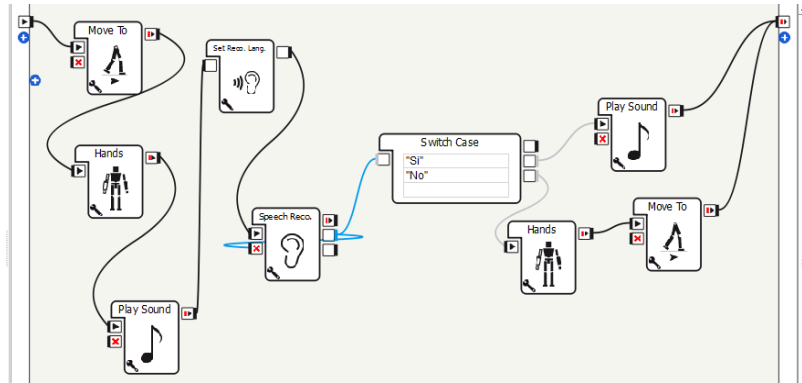 Move To
Set Reco. Lang.
Hands
Speech Reco.
Play Sound
Switch Case
"Si"
"No"
Play Sound
Hands
Move To